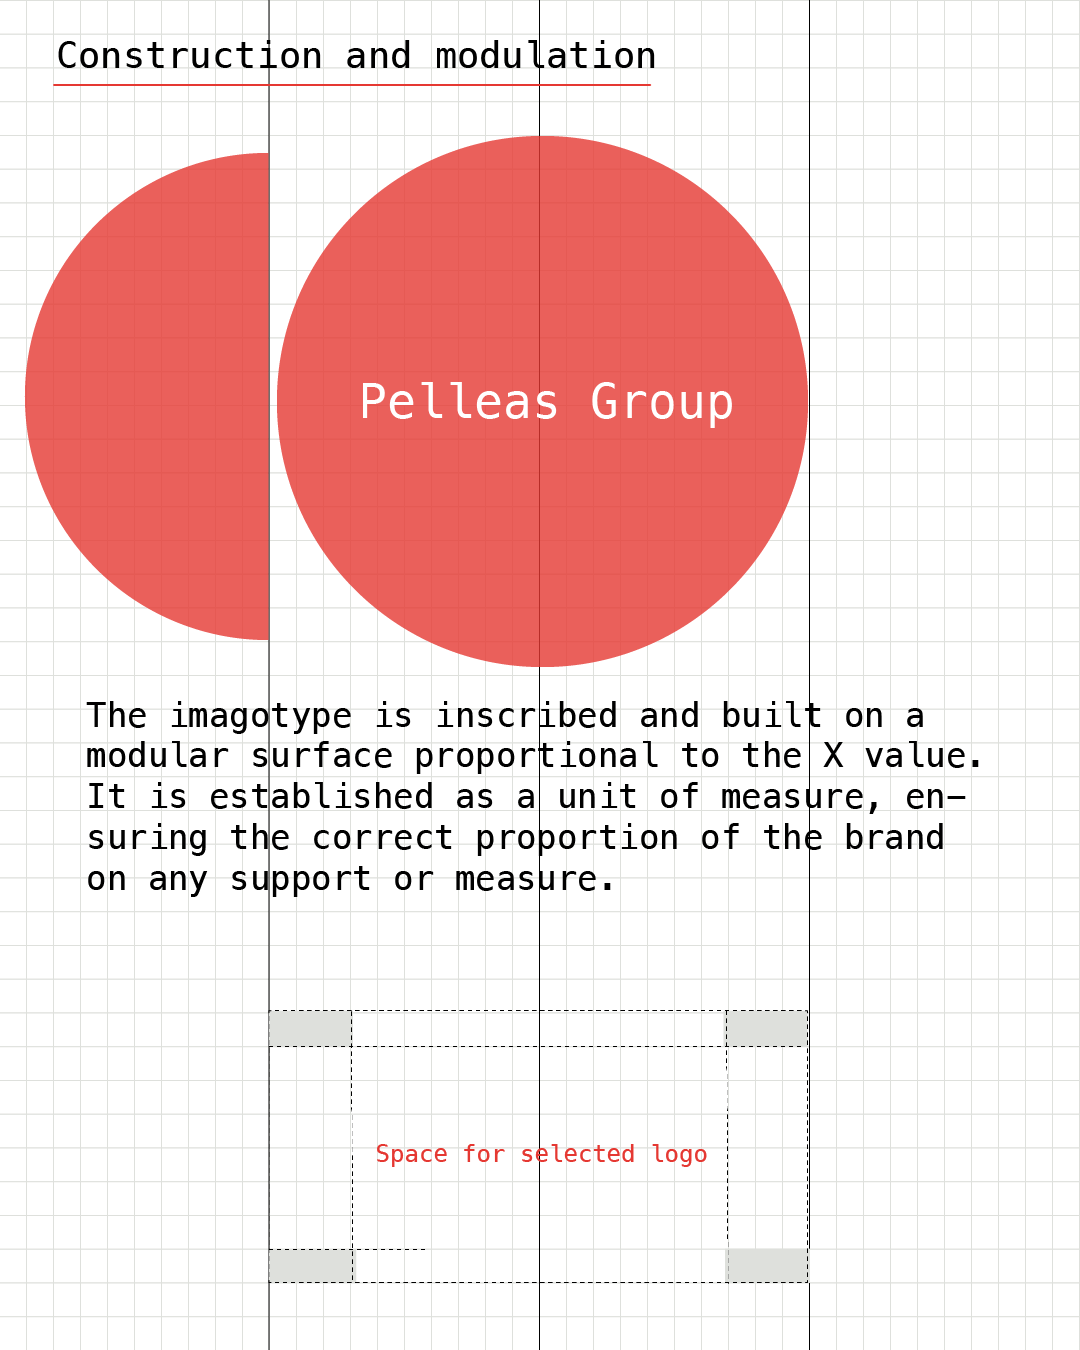 Construction and modulation
Pelleas Group
The imagotype is inscribed and built on a
modular surface proportional to the X value.
It is established as a unit of measure, en-
suring the correct proportion of the brand
on any support or measure.
Space for selected logo